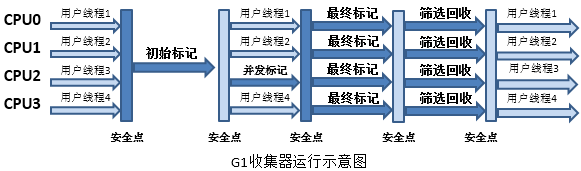 CPU0 用户线程1 用户线程1 最终标记 筛选回收 用户线程1
CPU1 用户线程2 初始标记 用户线程2 最终标记 筛选回收 用户线程2
CPU2 用户线程3 并发标记 最终标记 筛选回收 用户线程3
CPU3 用户线程4 用户线程4 最终标记 筛选回收 用户线程4
安全点 安全点 安全点 安全点 安全点
G1收集器运行示意图